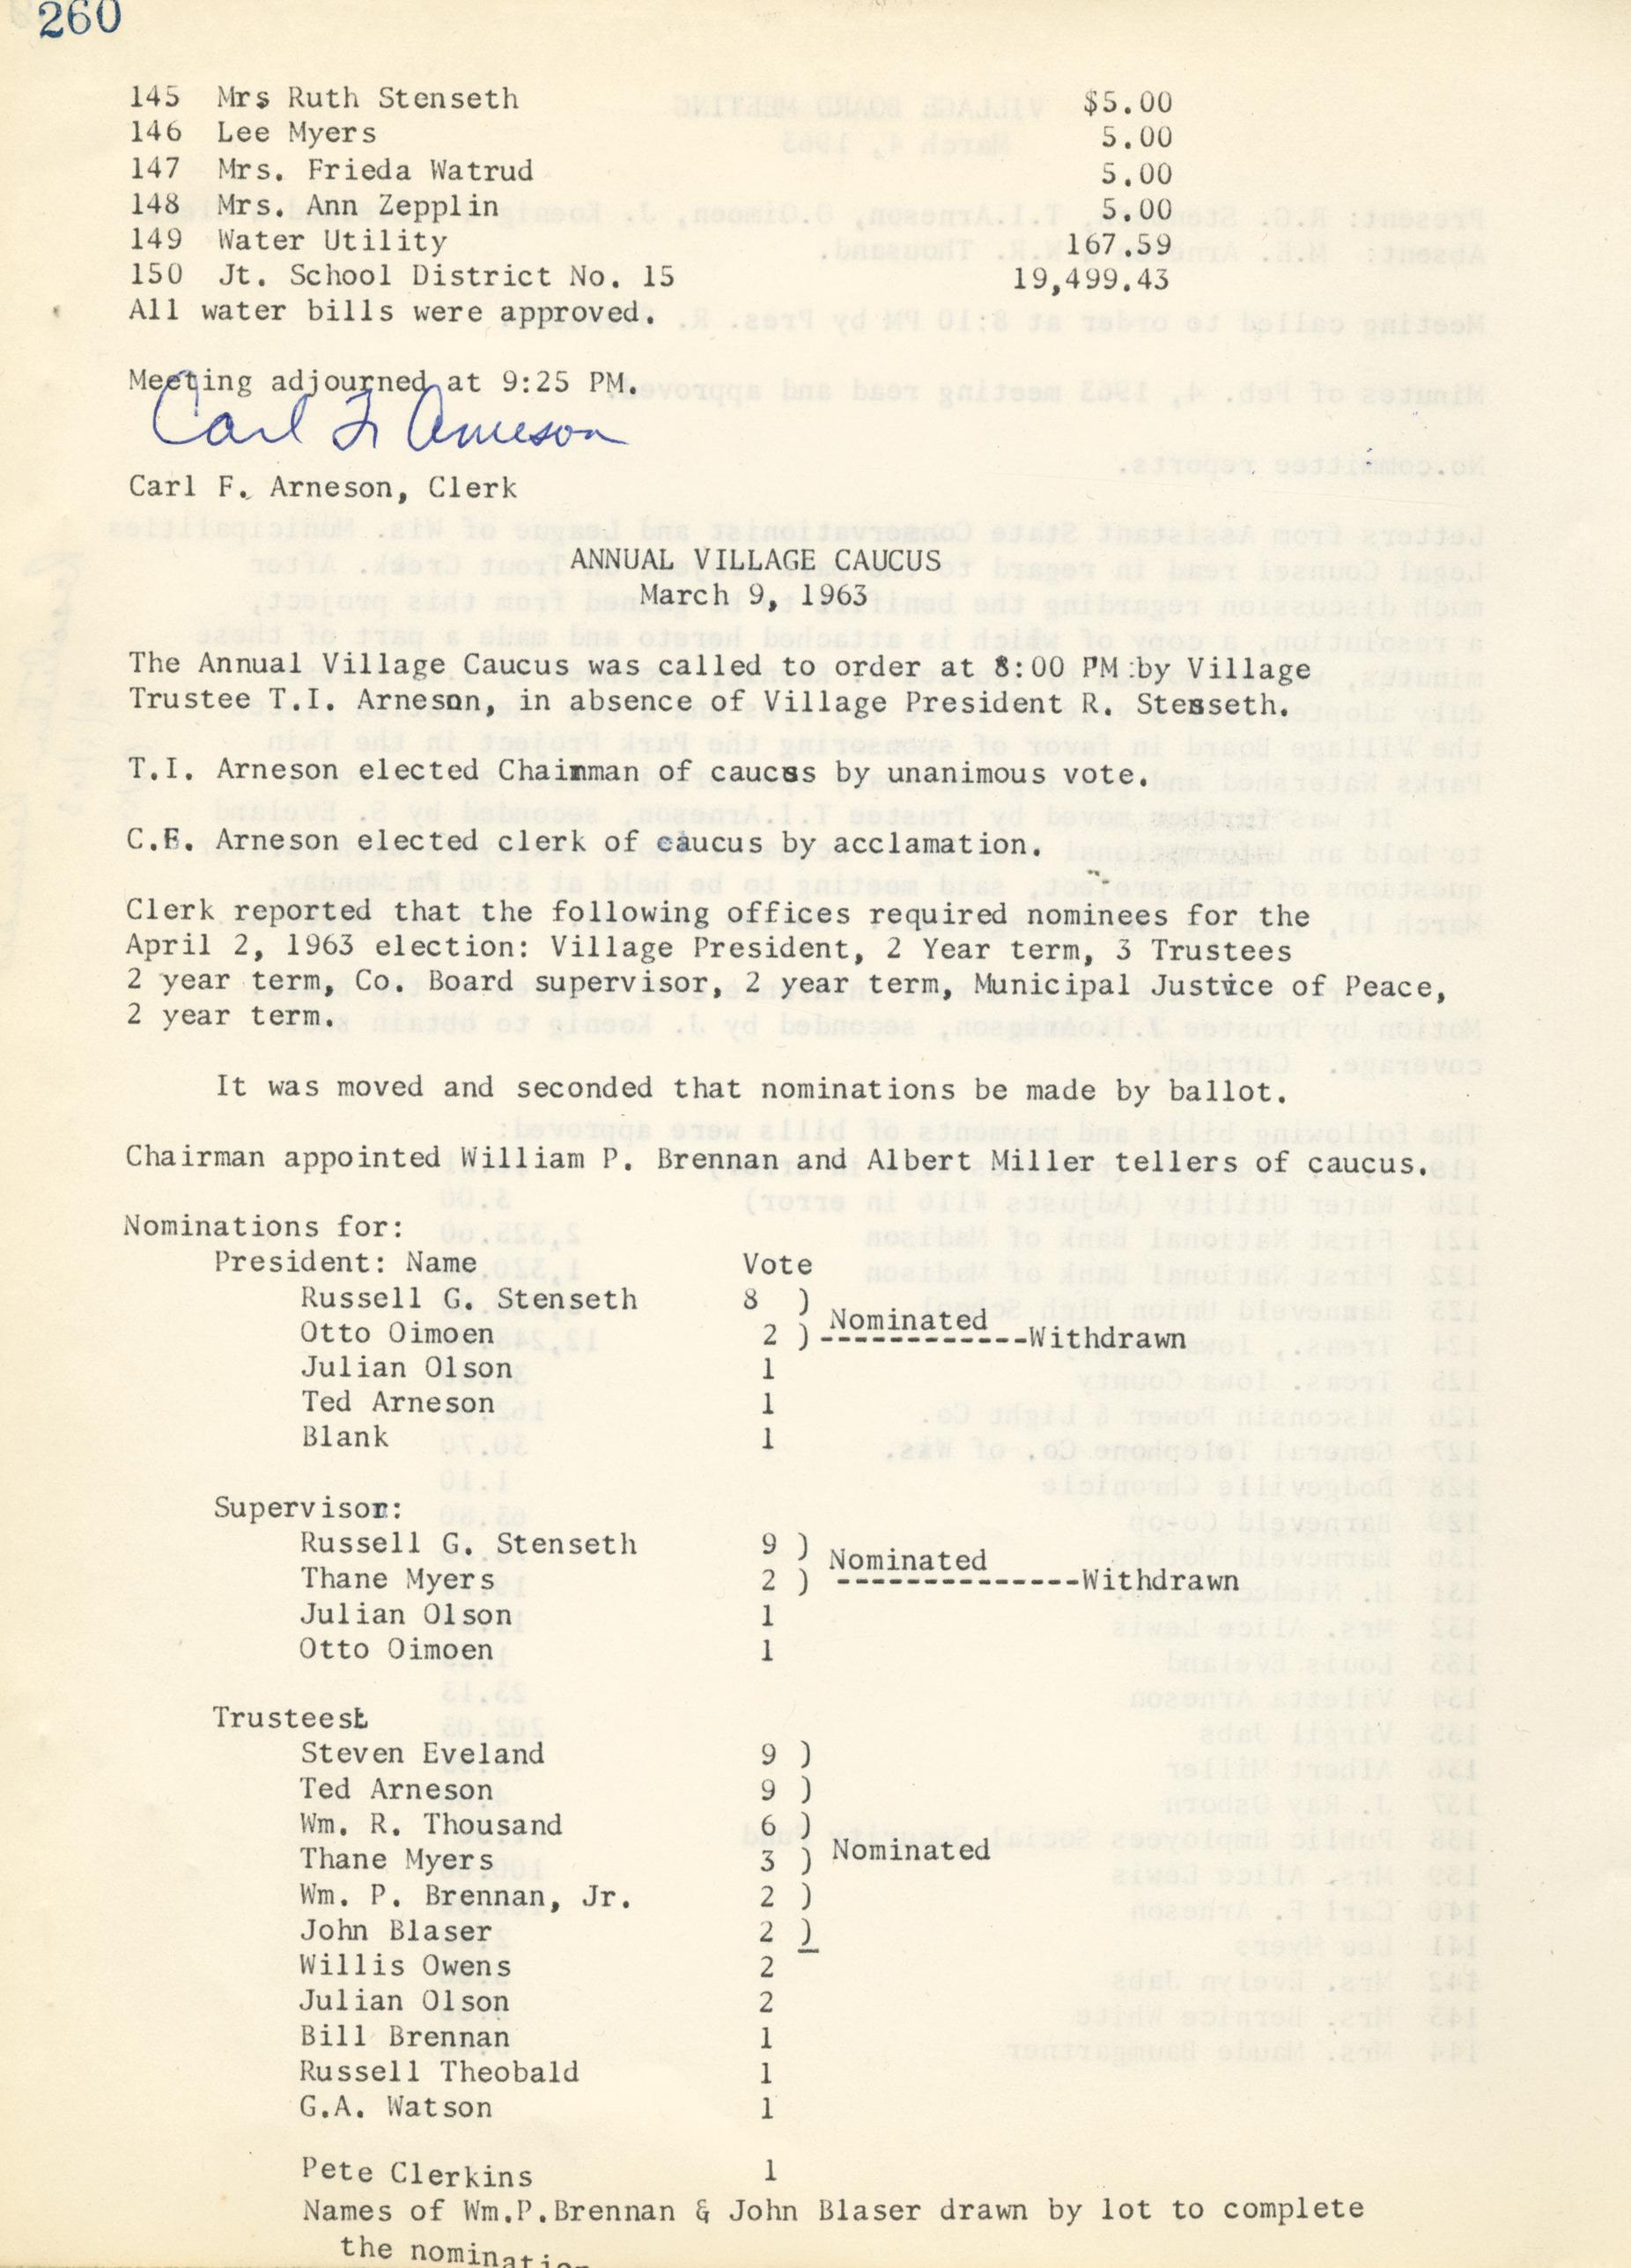 260
145 Mrs Ruth Stenseth $5.00
146 Lee Myers 5.00
147 Mrs. Frieda Watrud 5.00
148 Mrs. Ann Zepplin 5.00
149 Water Utility 167.59
150 Jt. School District No. 15 19,499.43
All water bills were approved.
Meeting adjourned at 9:25 PM.
Carl F Arneson
Carl F. Arneson, Clerk
ANNUAL VILLAGE CAUCUS
March 9, 1963
The Annual Village Caucus was called to order at 8:00 PM by Village
Trustee T.I. Arneson, in absence of Village President R. Stenseth.
T.I. Arneson elected Chairman of caucus by unanimous vote.
C.F. Arneson elected clerk of caucus by acclamation.
Clerk reported that the following offices required nominees for the
April 2, 1963 election: Village President, 2 Year term, 3 Trustees
2 year term, Co. Board supervisor, 2 year term, Municipal Justice of Peace,
2 year term.
It was moved and seconded that nominations be made by ballot.
Chairman appointed William P. Brennan and Albert Miller tellers of caucus.
Nominations for:
President: Name Vote
Russell G. Stenseth 8 )
Nominated
Otto Oimoen 2 )------------Withdrawn
Julian Olson 1
Ted Arneson 1
Blank 1
Supervisor:
Russell G. Stenseth 9 )
Nominated
Thane Myers 2 ) --------------Withdrawn
Julian Olson 1
Otto Oimoen 1
Trustees:
Steven Eveland 9 )
Ted Arneson 9 )
Wm. R. Thousand 6 )
Thane Myers 3 ) Nominated
Wm. P. Brennan, Jr. 2 )
John Blaser 2 )
Willis Owens 2
Julian Olson 2
Bill Brennan 1
Russell Theobald 1
G.A. Watson 1
Pete Clerkins 1
Names of Wm.P.Brennan & John Blaser drawn by lot to complete
the nomination